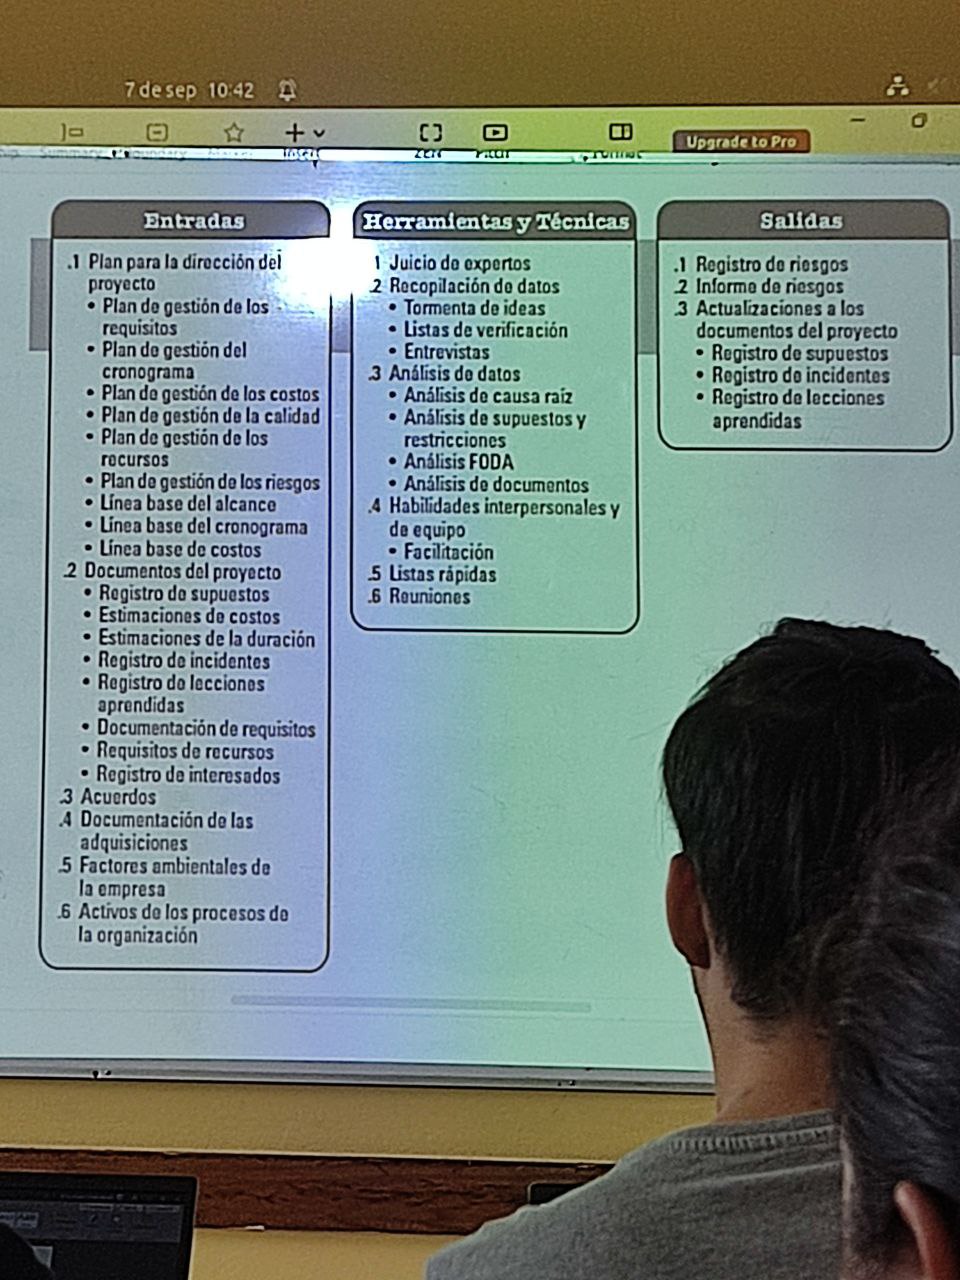 7 de sep 10:42
Upgrade to Pro
Entradas
.1 Plan para la dirección del
proyecto
• Plan de gestión de los
requisitos
• Plan de gestión del
cronograma
• Plan de gestión de los costos
• Plan de gestión de la calidad
• Plan de gestión de los
recursos
• Plan de gestión de los riesgos
• Línea base del alcance
• Línea base del cronograma
• Línea base de costos
.2 Documentos del proyecto
• Registro de supuestos
• Estimaciones de costos
• Estimaciones de la duración
• Registro de incidentes
• Registro de lecciones
aprendidas
• Documentación de requisitos
• Requisitos de recursos
• Registro de interesados
.3 Acuerdos
.4 Documentación de las
adquisiciones
.5 Factores ambientales de
la empresa
.6 Activos de los procesos de
la organización
Herramientas y Técnicas
1 Juicio de expertos
.2 Recopilación de datos
• Tormenta de ideas
• Listas de verificación
• Entrevistas
.3 Análisis de datos
• Análisis de causa raíz
• Análisis de supuestos y
restricciones
• Análisis FODA
• Análisis de documentos
.4 Habilidades interpersonales y
de equipo
• Facilitación
.5 Listas rápidas
.6 Reuniones
Salidas
.1 Registro de riesgos
.2 Informe de riesgos
.3 Actualizaciones a los
documentos del proyecto
• Registro de supuestos
• Registro de incidentes
• Registro de lecciones
aprendidas